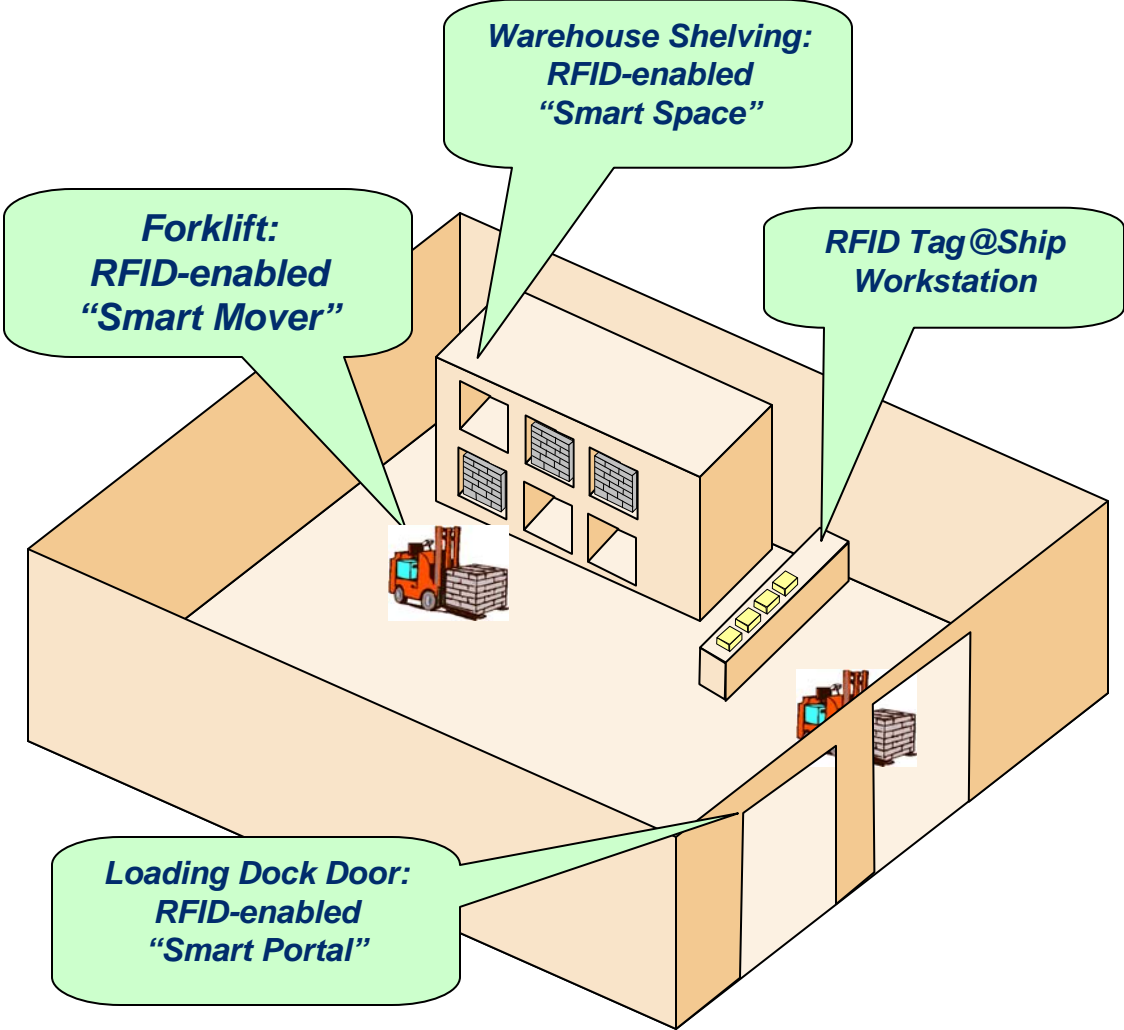 Warehouse Shelving:
RFID-enabled
“Smart Space”
Forklift:
RFID-enabled
“Smart Mover”
RFID Tag@Ship
Workstation
Loading Dock Door:
RFID-enabled
“Smart Portal”